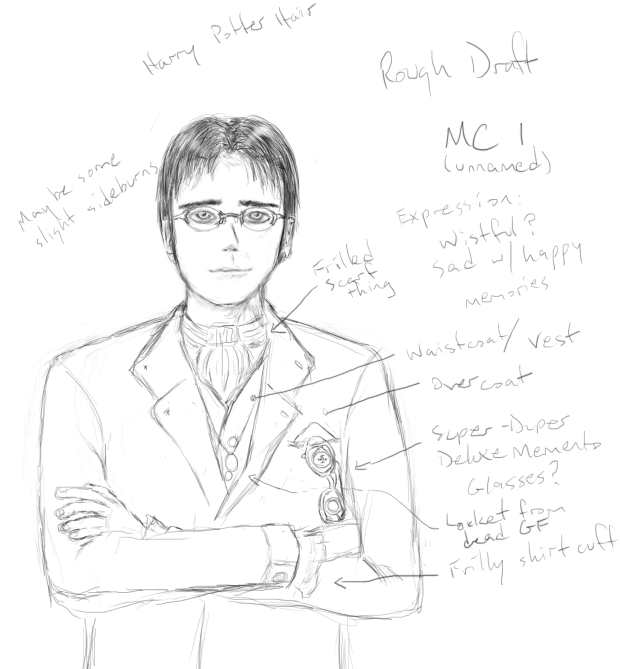 Harry Potter Hair
Rough Draft
MC 1
(unnamed)
Maybe some
slight sideburns
Expression:
wistful?
sad w/ happy
memories
Frilled
scarf
thing
Waistcoat/Vest
Overcoat
Super-Duper
Deluxe Memento
Glasses?
Locket from
dead GF
Frilly shirt cuff